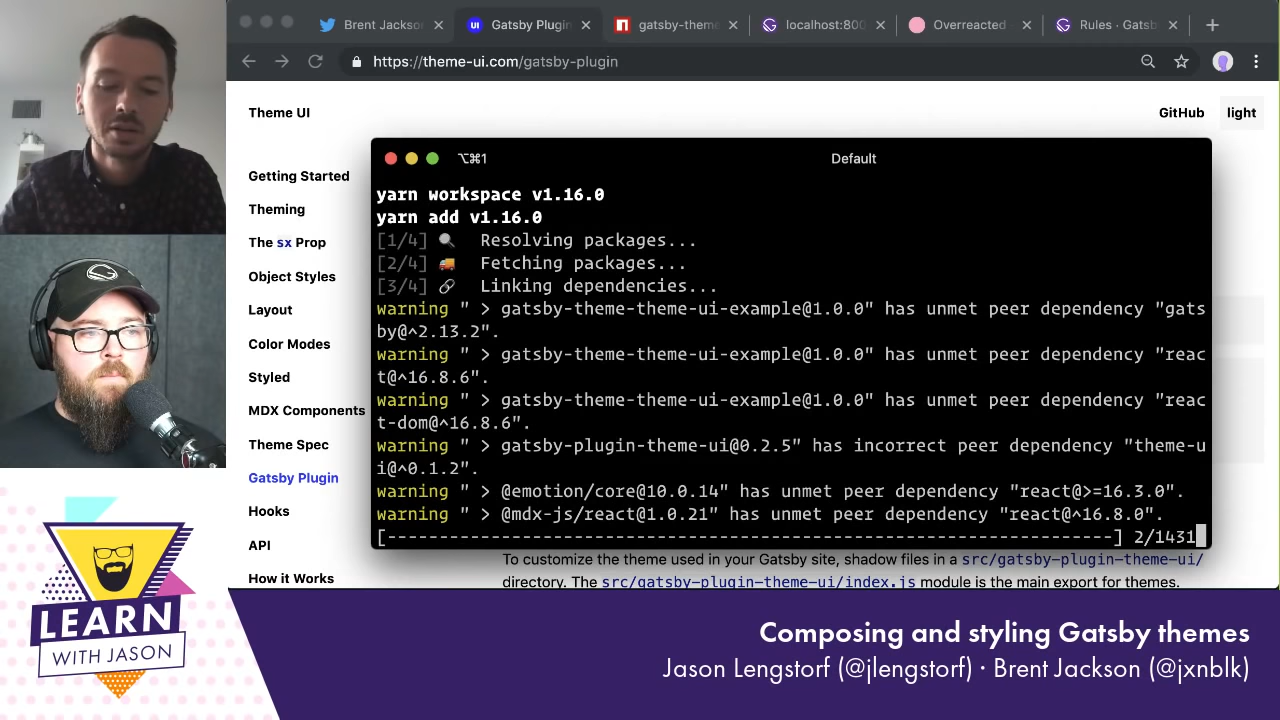 Brent Jackso
Gatsby Plugin
gatsby-theme
localhost:800
Overreacted
Rules · Gats
https://theme-ui.com/gatsby-plugin
Theme UI
GitHub
light
Getting Started
Theming
The sx Prop
Object Styles
Layout
Color Modes
Styled
MDX Components
Theme Spec
Gatsby Plugin
Hooks
API
How it Works
⌥⌘1
Default
yarn workspace v1.16.0
yarn add v1.16.0
[1/4] 🔍 Resolving packages...
[2/4] 🚚 Fetching packages...
[3/4] 🔗 Linking dependencies...
warning " > gatsby-theme-theme-ui-example@1.0.0" has unmet peer dependency "gats
by@^2.13.2".
warning " > gatsby-theme-theme-ui-example@1.0.0" has unmet peer dependency "reac
t@^16.8.6".
warning " > gatsby-theme-theme-ui-example@1.0.0" has unmet peer dependency "reac
t-dom@^16.8.6".
warning " > gatsby-plugin-theme-ui@0.2.5" has incorrect peer dependency "theme-u
i@^0.1.2".
warning " > @emotion/core@10.0.14" has unmet peer dependency "react@>=16.3.0".
warning " > @mdx-js/react@1.0.21" has unmet peer dependency "react@^16.8.0".
[-----------------------------------------------------------------------] 2/1431
To customize the theme used in your Gatsby site, shadow files in a src/gatsby-plugin-theme-ui/
directory. The src/gatsby-plugin-theme-ui/index.js module is the main export for themes.
LEARN
WITH JASON
Composing and styling Gatsby themes
Jason Lengstorf (@jlengstorf) · Brent Jackson (@jxnblk)